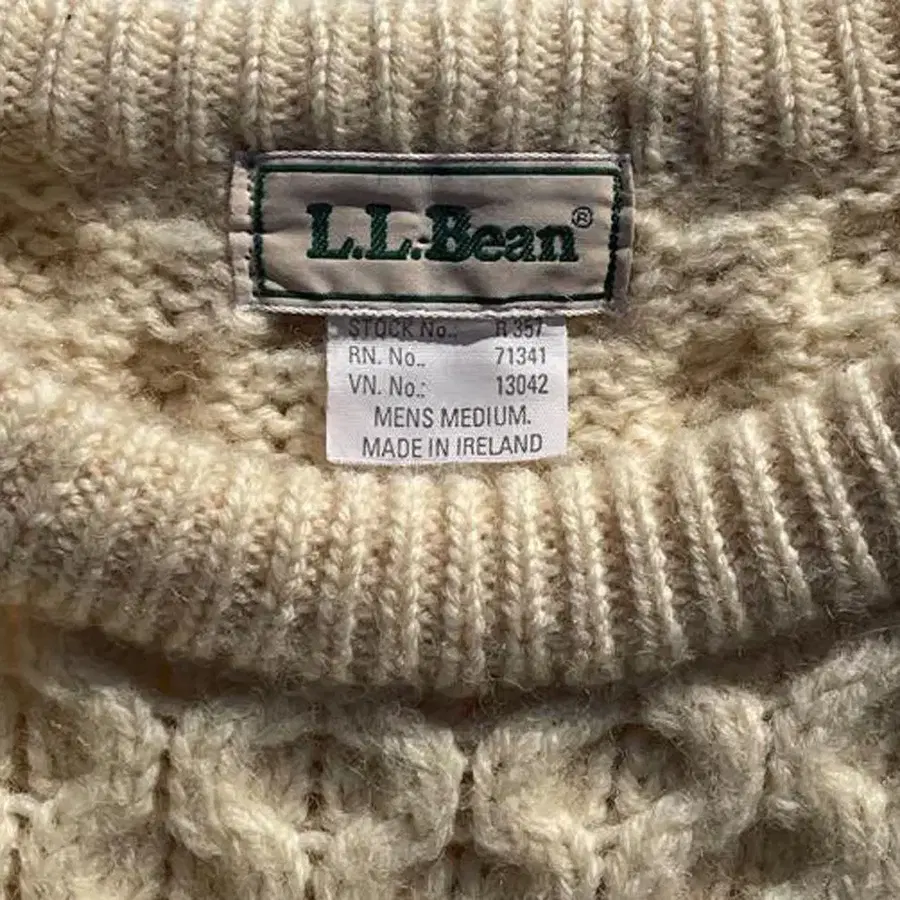 L.L.Bean®
STOCK No.: R 357
RN. No.. 71341
VN. No.: 13042
MENS MEDIUM.
MADE IN IRELAND